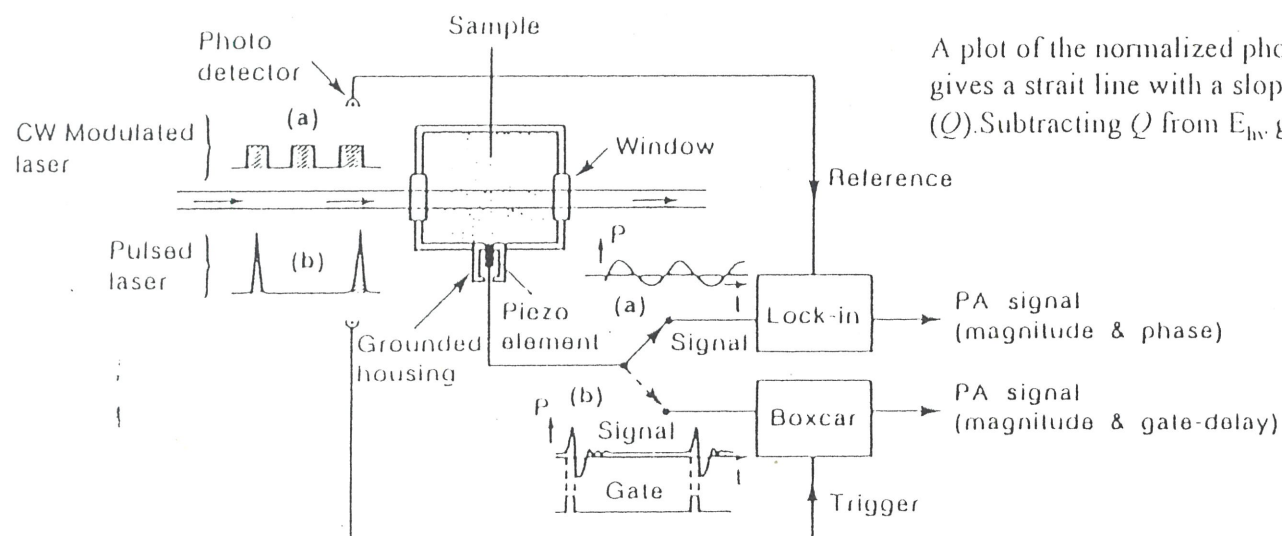 Sample
Photo
detector
A plot of the normalized pho
gives a strait line with a slop
(Q).Subtracting Q from Ehν g
(a)
CW Modulated
laser
Window
Reference
Pulsed
laser
(b)
P
(a)
t
Piezo
element
Grounded
housing
Signal
Lock-in
PA signal
(magnitude & phase)
(b)
P
Signal
t
Gate
Boxcar
PA signal
(magnitude & gate-delay)
Trigger